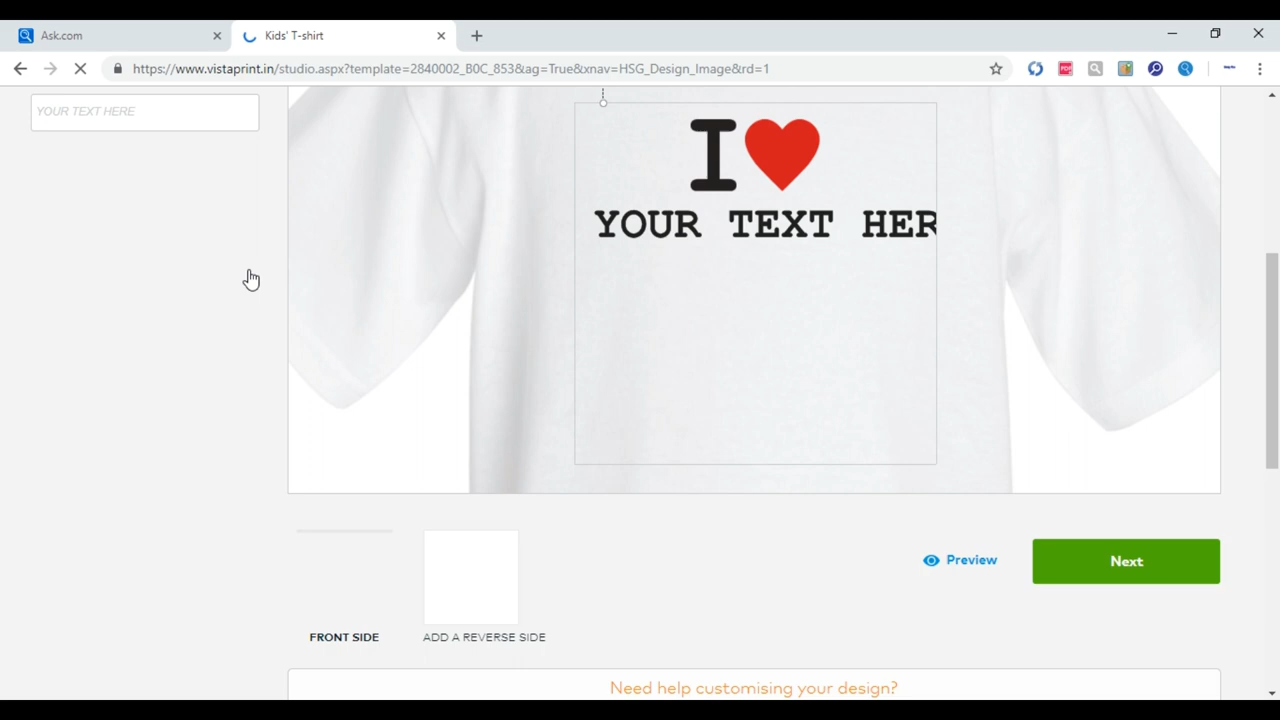 Ask.com
Kids' T-shirt
https://www.vistaprint.in/studio.aspx?template=2840002_B0C_853&ag=True&xnav=HSG_Design_Image&rd=1
PDF
YOUR TEXT HERE
I
YOUR TEXT HER
Preview
Next
FRONT SIDE
ADD A REVERSE SIDE
Need help customising your design?